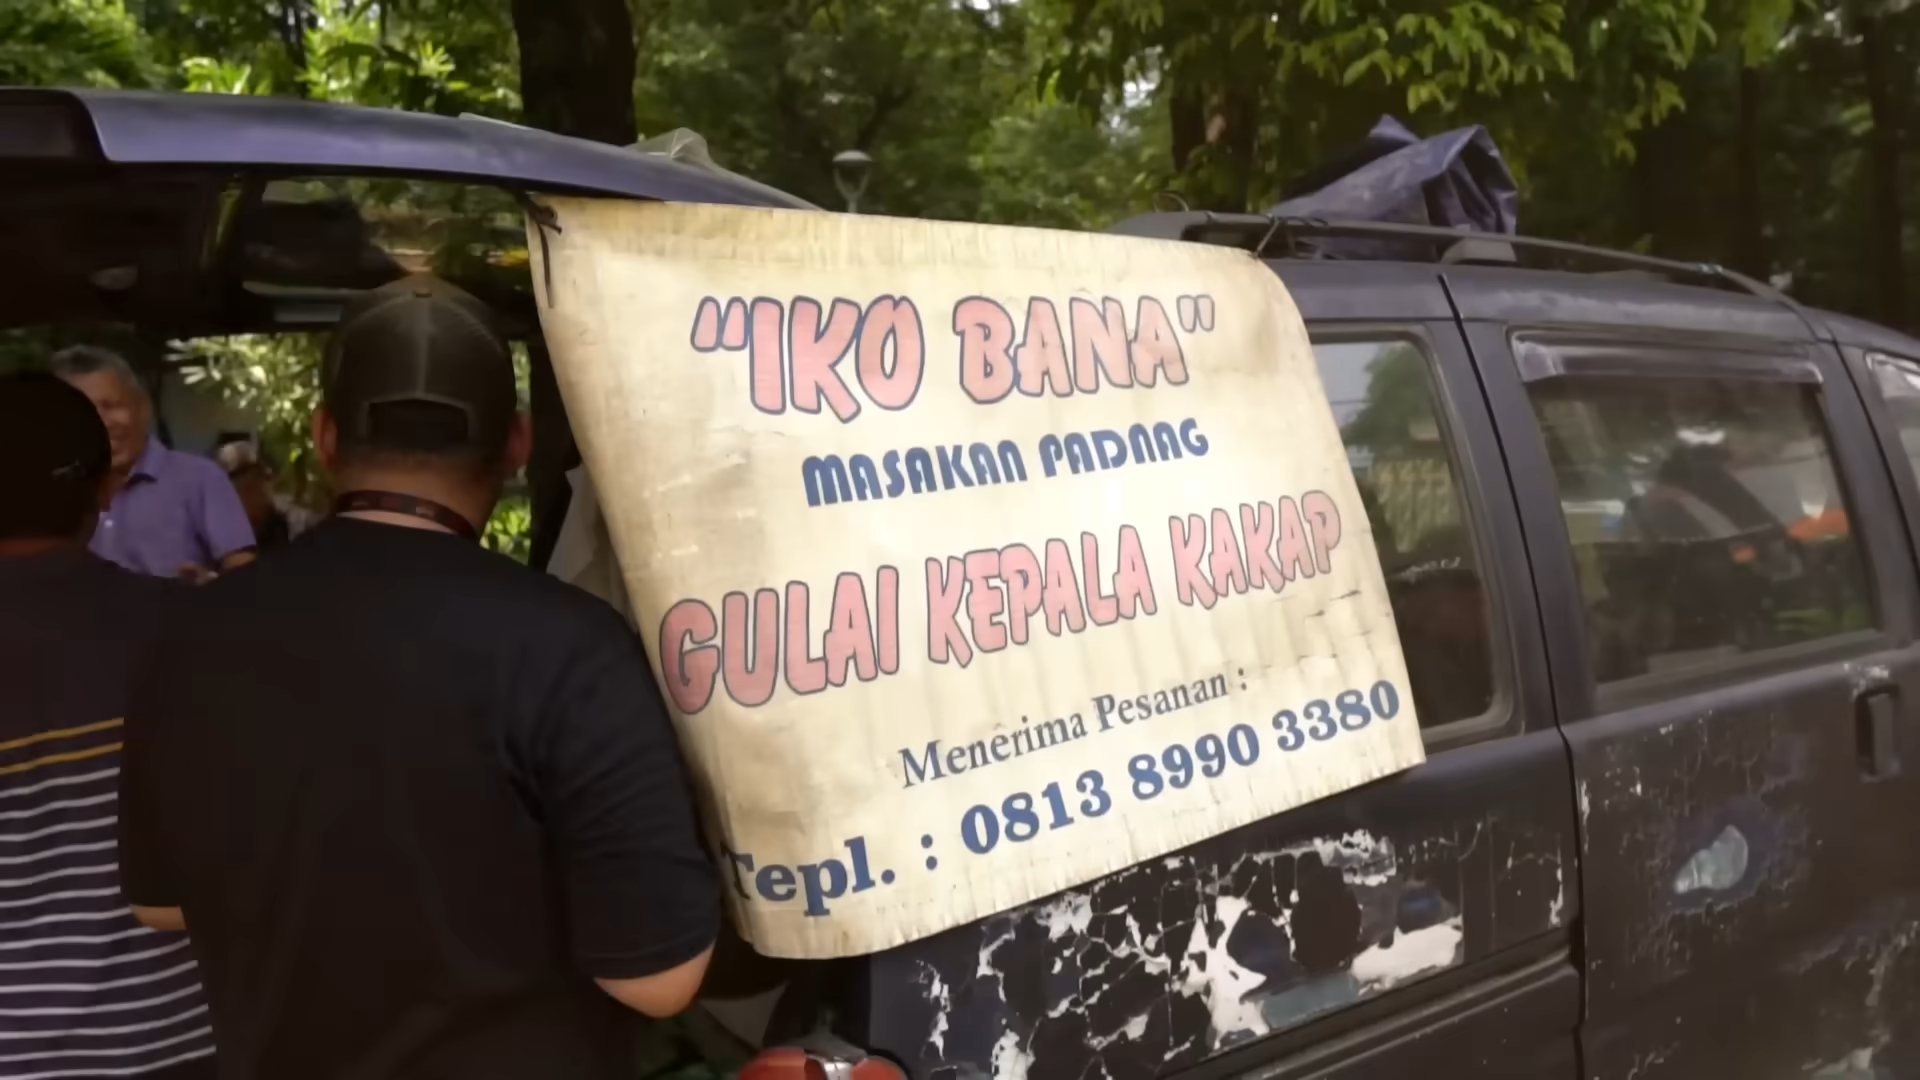 "IKO BANA"
MASAKAN PADNAG
GULAI KEPALA KAKAP
Menerima Pesanan :
Tepl. : 0813 8990 3380